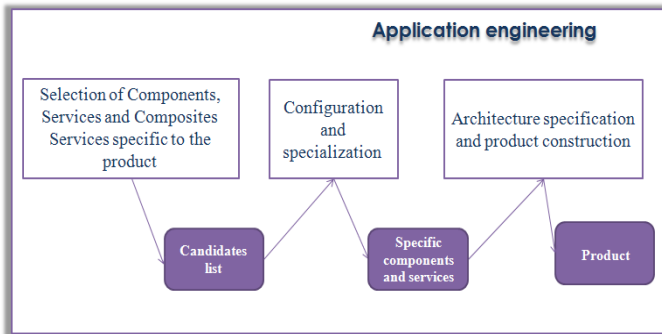 Application engineering
Selection of Components,
Services and Composites
Services specific to the
product
Configuration
and
specialization
Architecture specification
and product construction
Candidates
list
Specific
components
and services
Product